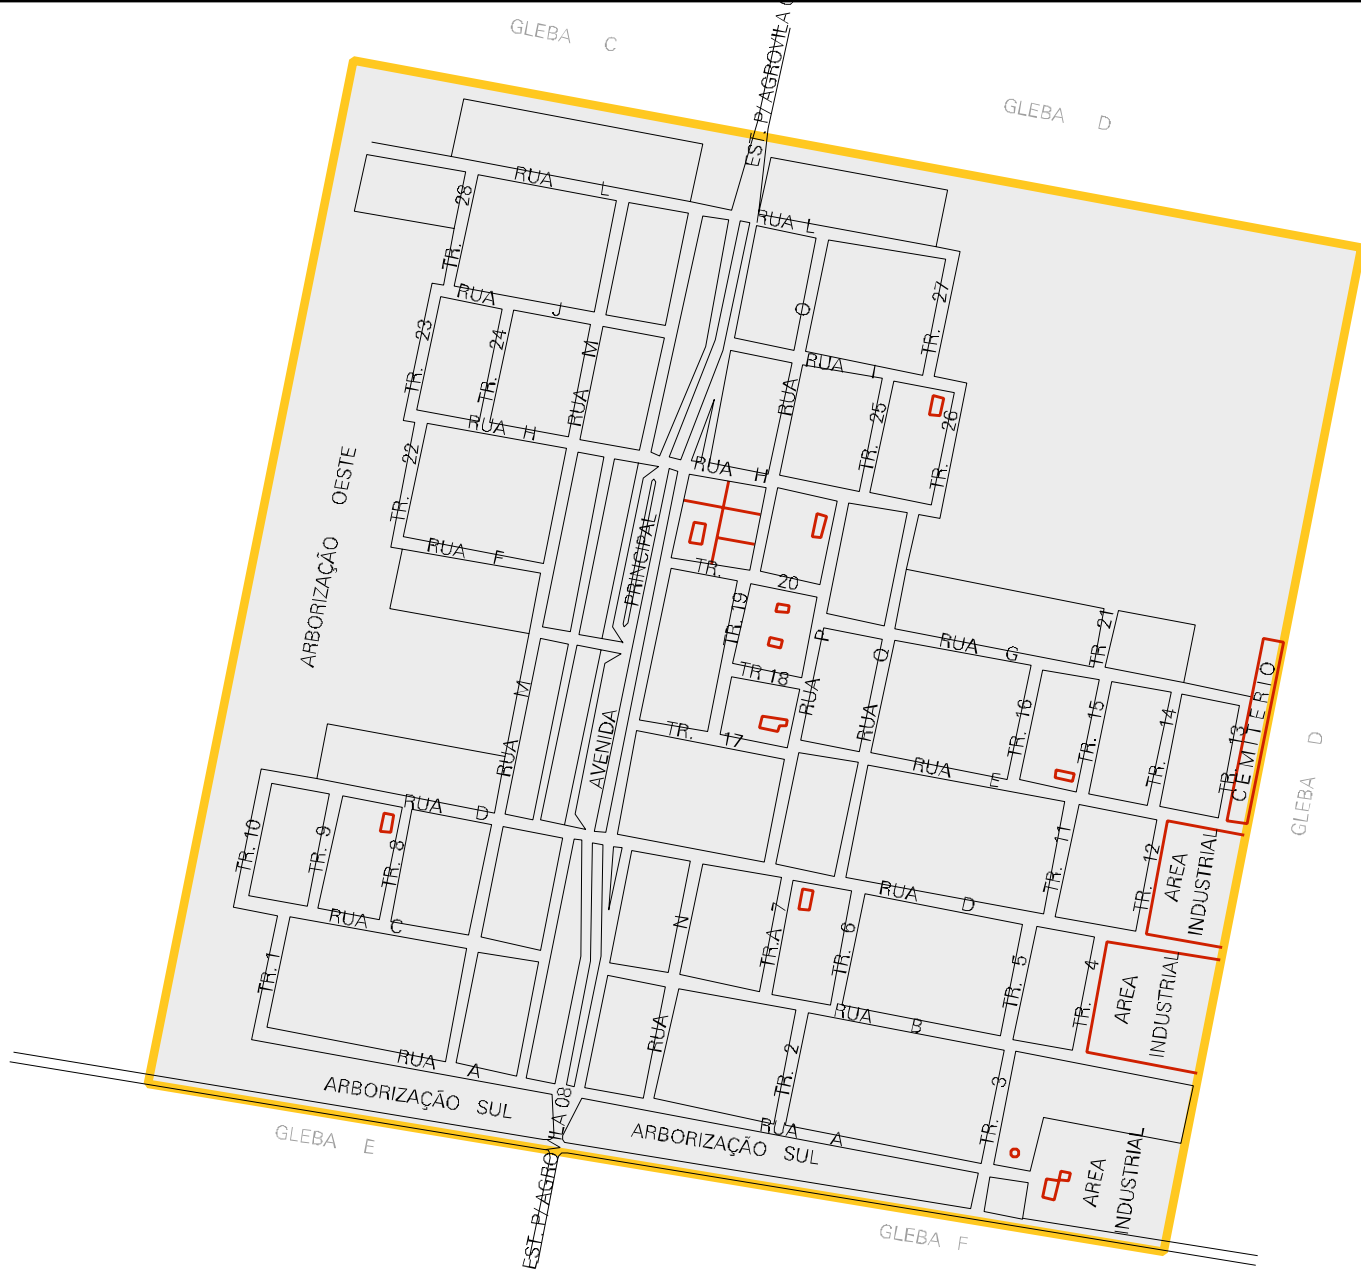 GLEBA C
EST. P/ AGROVILA
GLEBA D
RUA L
TR. 28
RUA L
TR. 27
RUA J
O
TR. 23
TR. 24
RUA M
RUA I
RUA
TR. 25
TR. 26
RUA H
RUA H
TR. 22
ARBORIZAÇÃO OESTE
RUA F
PRINCIPAL
TR. 20
TR. 19
TR. 21
RUA G
RUA P
RUA Q
TR 18
TR. 17
CEMITERIO
TR. 16
TR. 15
TR. 14
TR. 13
RUA M
AVENIDA
GLEBA D
RUA E
RUA D
TR. 10
TR. 9
TR. 8
TR. 11
TR. 12
AREA
INDUSTRIAL
RUA C
RUA D
N
TR.A 7
TR. 6
TR. 5
TR. 4
AREA
INDUSTRIAL
TR. 1
RUA B
RUA
TR. 2
TR. 3
RUA A
ARBORIZAÇÃO SUL
RUA A
ARBORIZAÇÃO SUL
AREA
INDUSTRIAL
GLEBA E
EST. P/ AGROVILA 08
GLEBA F